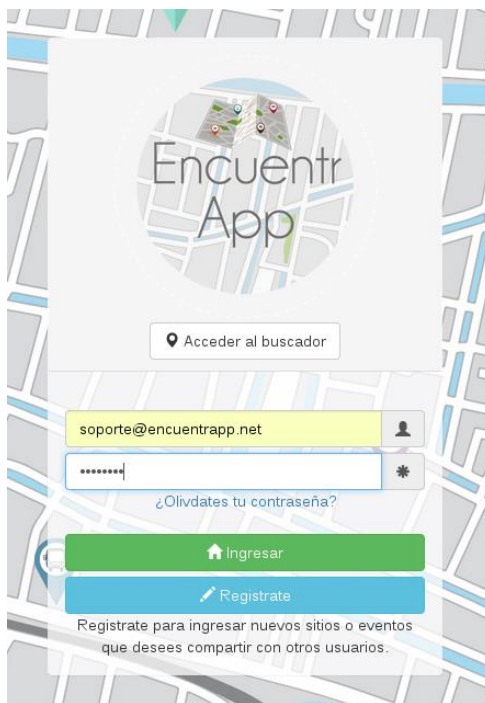 Encuentr
App
Acceder al buscador
soporte@encuentrapp.net
••••••••
¿Olivdates tu contraseña?
Ingresar
Registrate
Registrate para ingresar nuevos sitios o eventos
que desees compartir con otros usuarios.